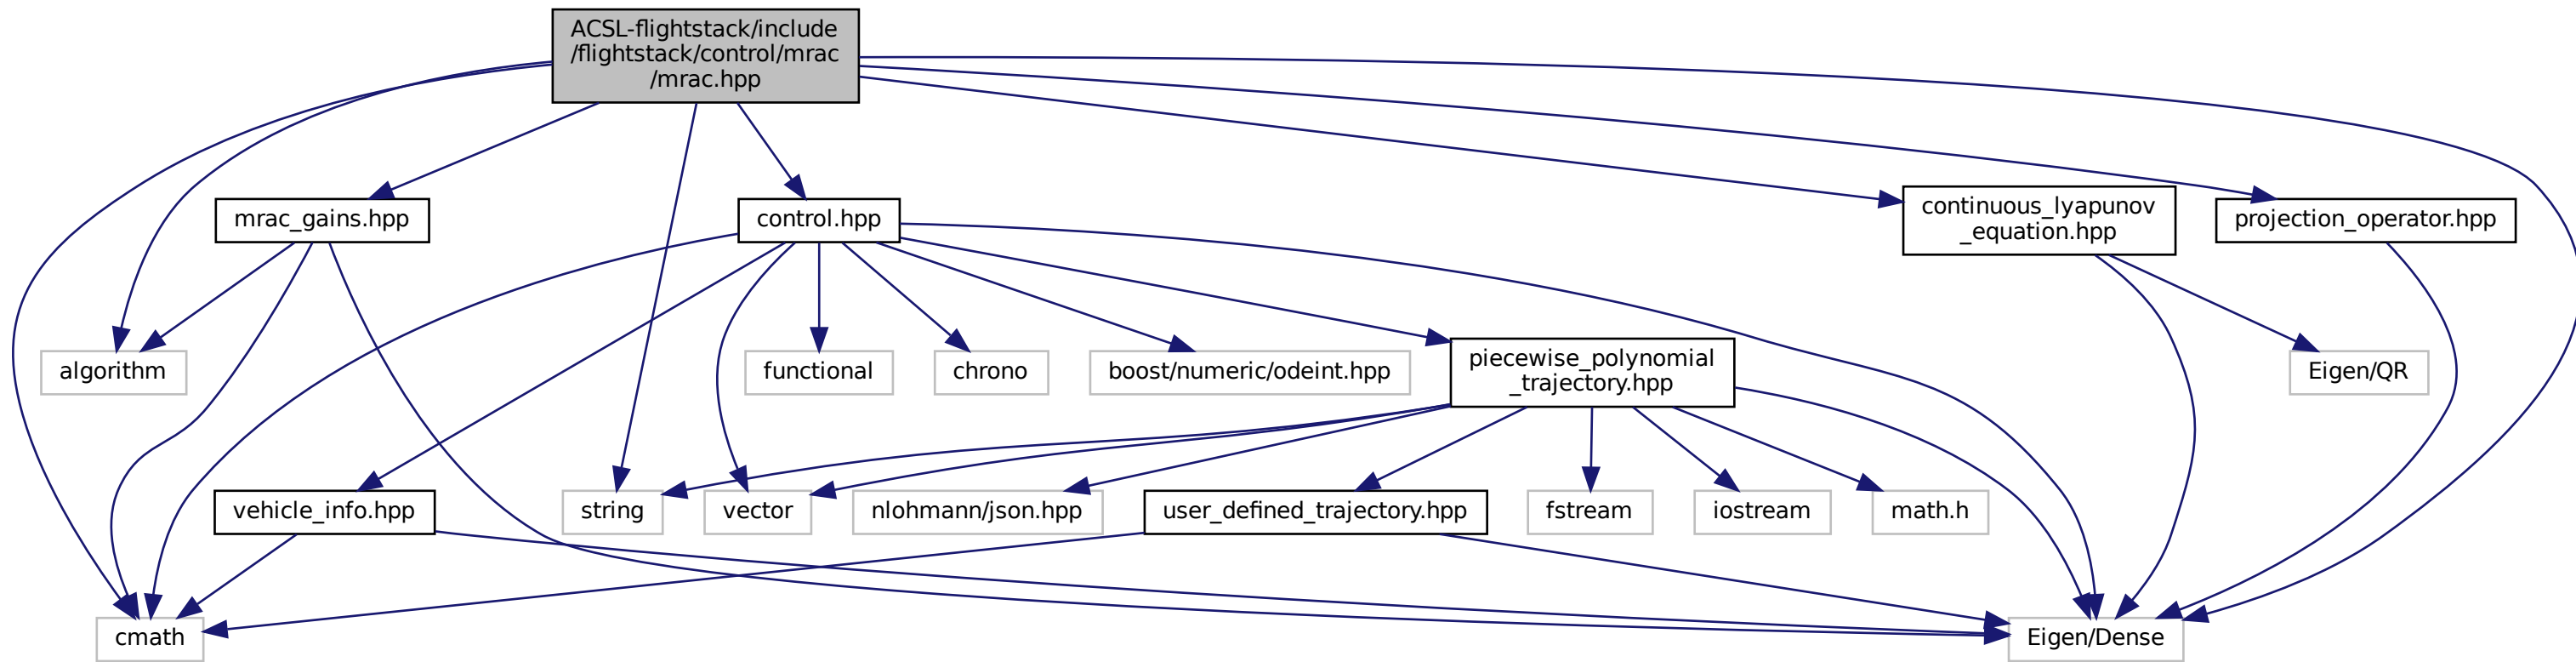 ACSL-flightstack/include
/flightstack/control/mrac
/mrac.hpp
mrac_gains.hpp
control.hpp
continuous_lyapunov
_equation.hpp
projection_operator.hpp
algorithm
functional
chrono
boost/numeric/odeint.hpp
piecewise_polynomial
_trajectory.hpp
Eigen/QR
vehicle_info.hpp
string
vector
nlohmann/json.hpp
user_defined_trajectory.hpp
fstream
iostream
math.h
cmath
Eigen/Dense